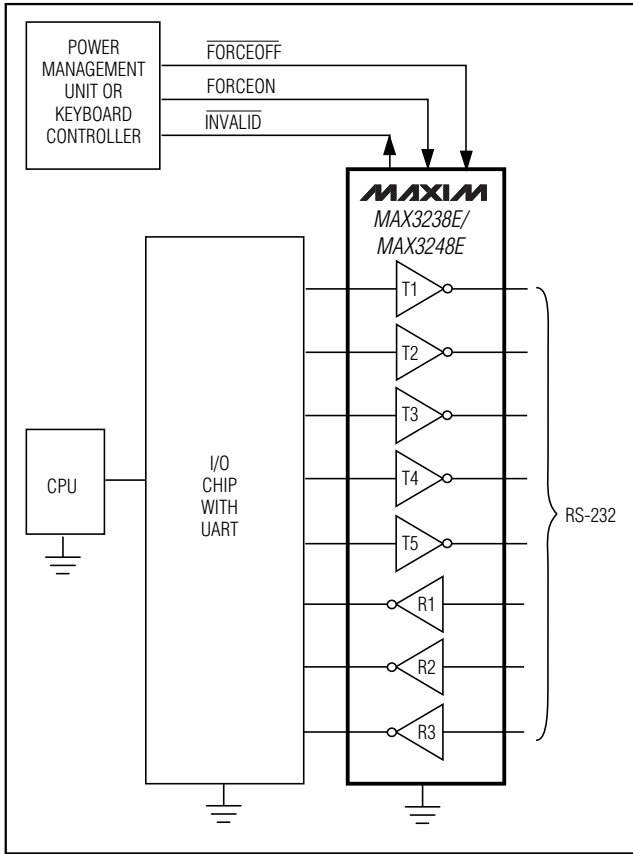 POWER
MANAGEMENT
UNIT OR
KEYBOARD
CONTROLLER
FORCEOFF
FORCEON
INVALID
MAXIM
MAX3238E/
MAX3248E
T1
T2
T3
T4
T5
R1
R2
R3
CPU
I/O
CHIP
WITH
UART
RS-232